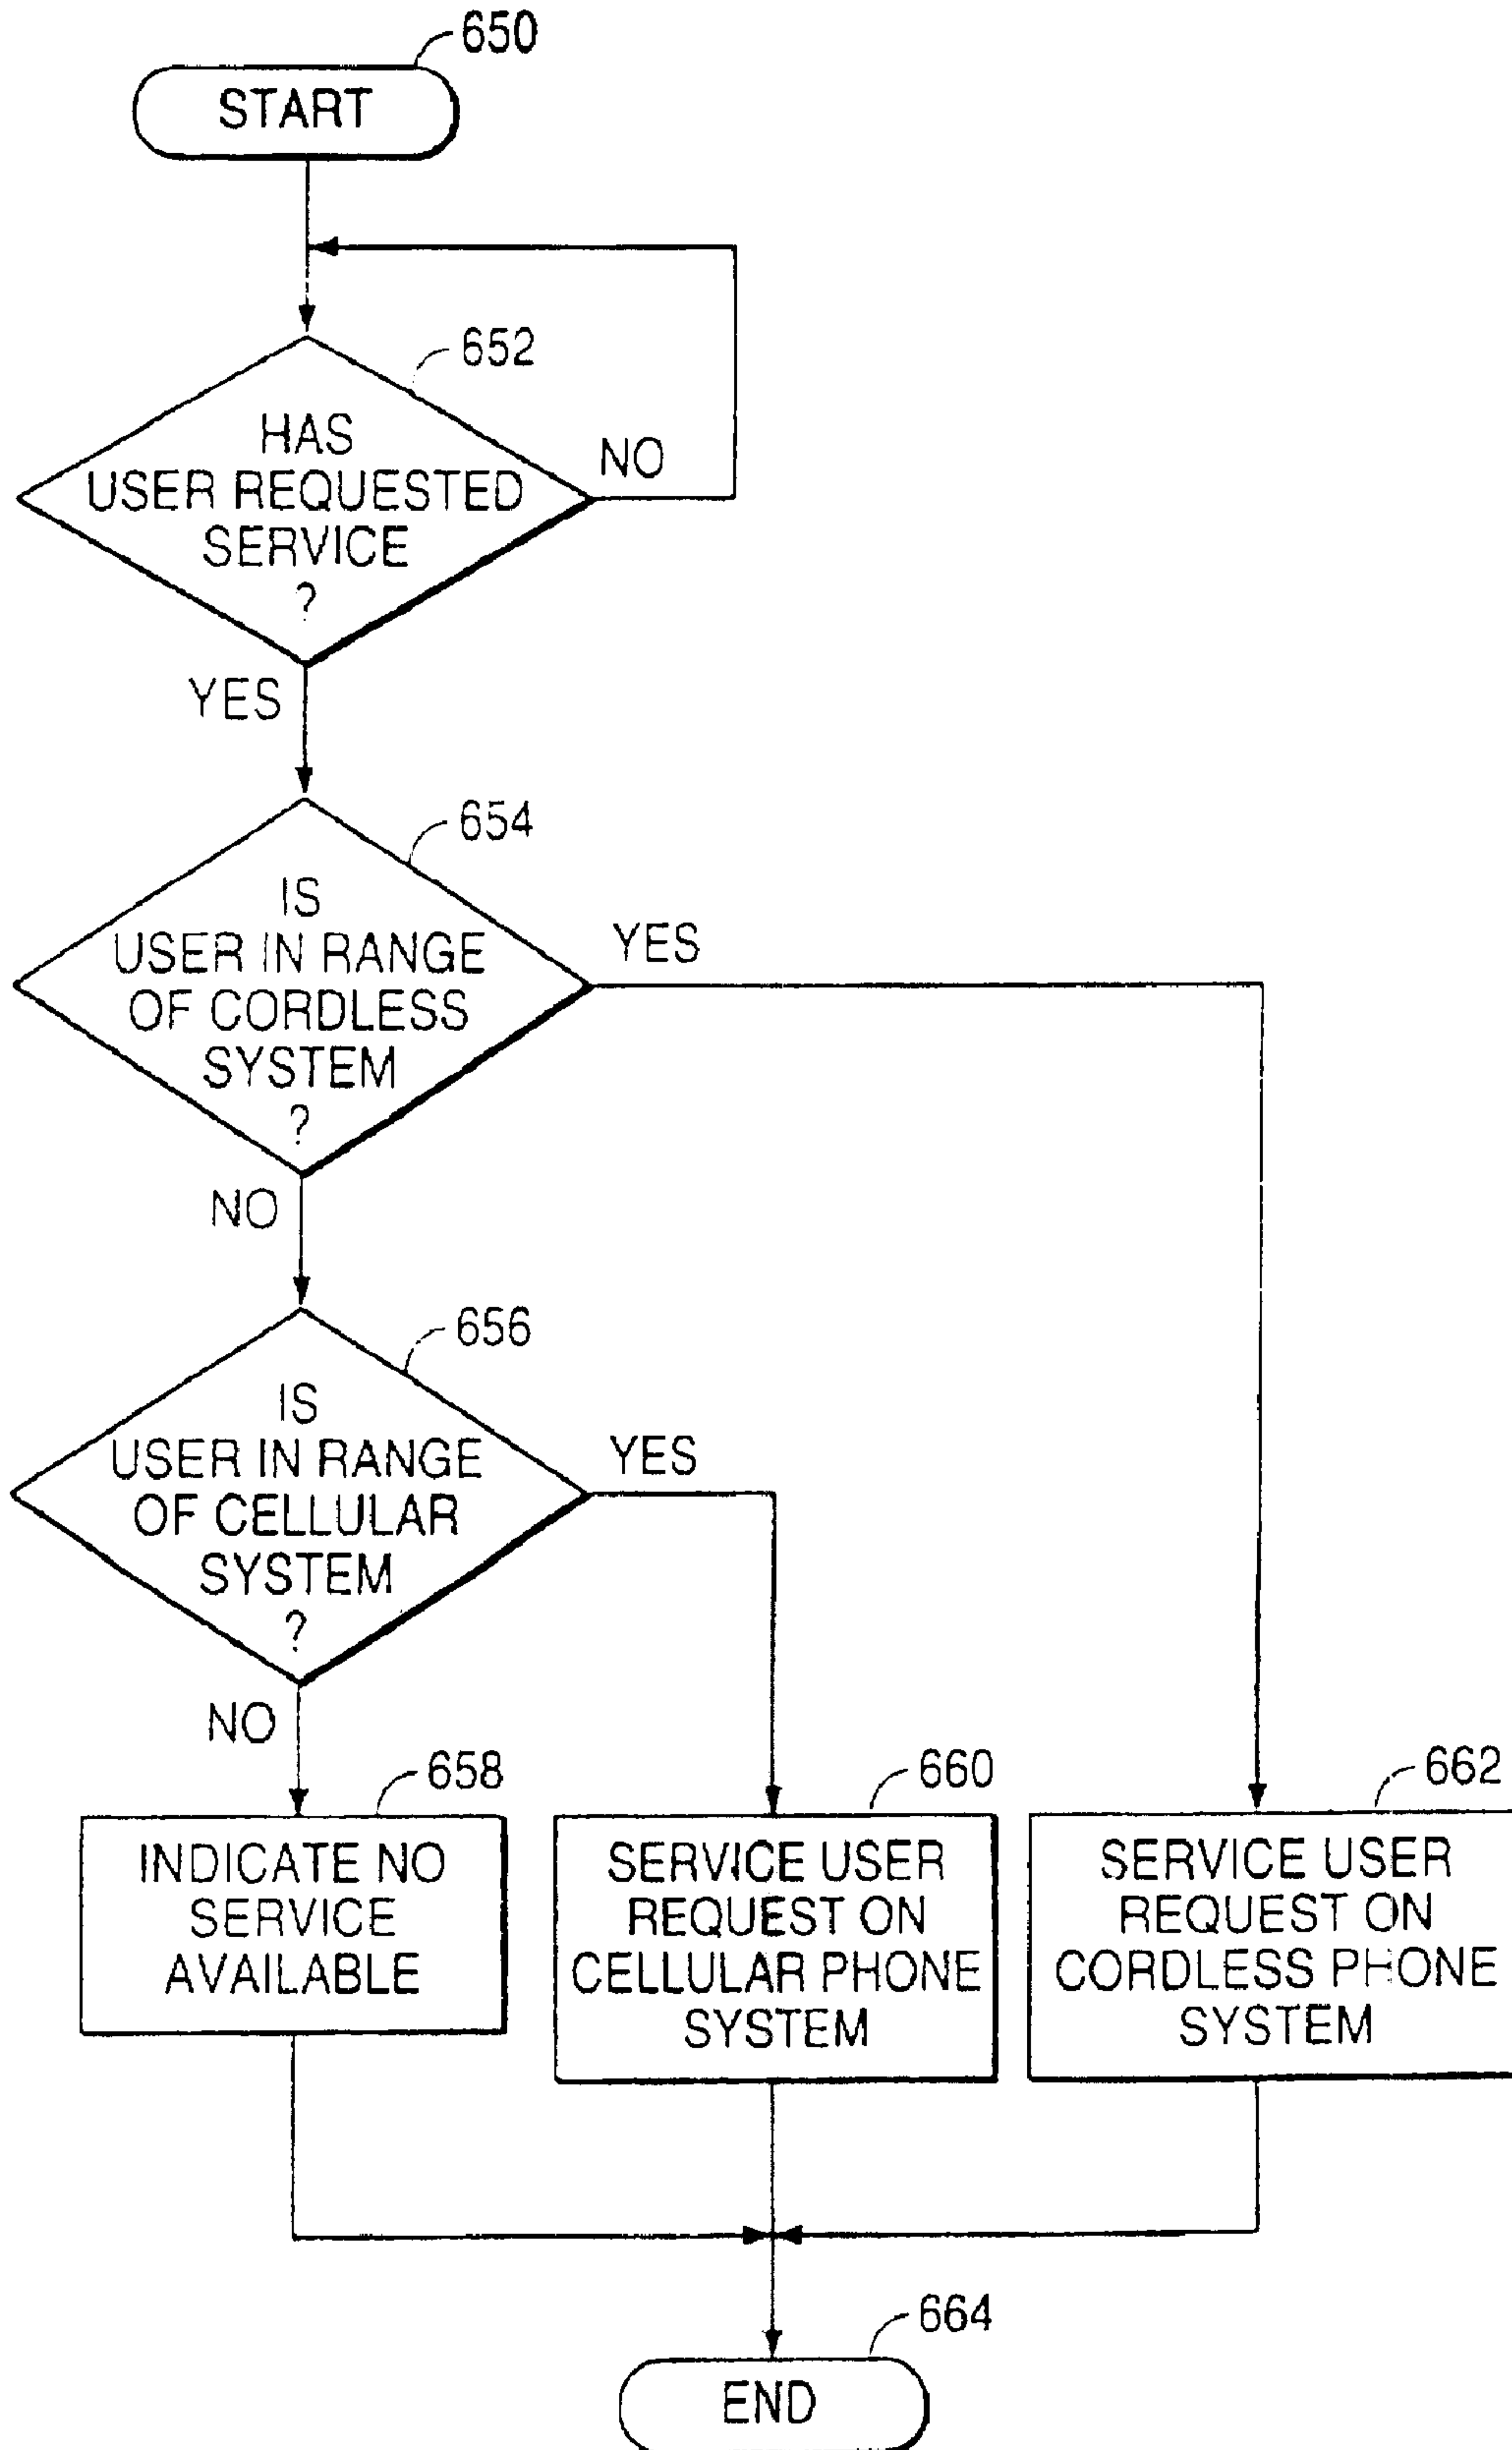 650
START
652
HAS
USER REQUESTED
SERVICE
?
NO
YES
654
IS
USER IN RANGE
OF CORDLESS
SYSTEM
?
YES
NO
656
IS
USER IN RANGE
OF CELLULAR
SYSTEM
?
YES
NO
658
INDICATE NO
SERVICE
AVAILABLE
660
SERVICE USER
REQUEST ON
CELLULAR PHONE
SYSTEM
662
SERVICE USER
REQUEST ON
CORDLESS PHONE
SYSTEM
664
END